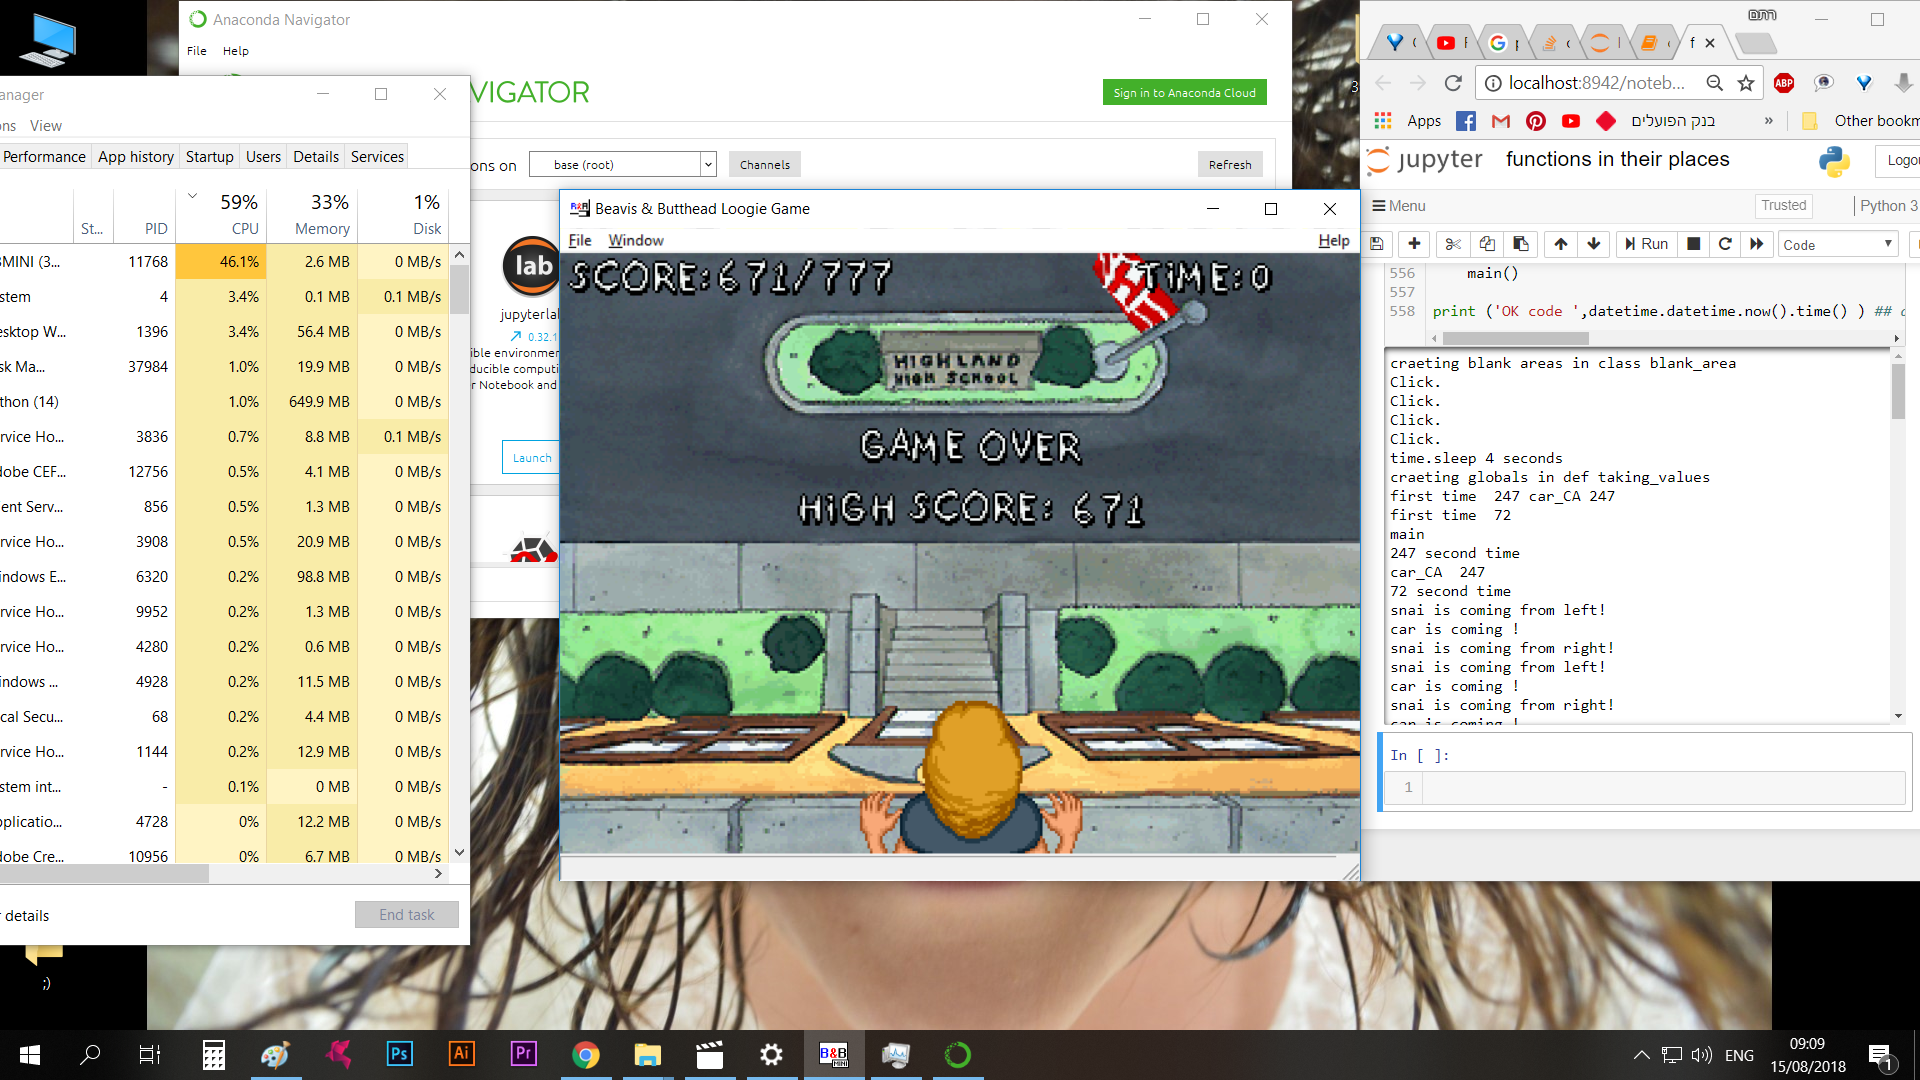 Anaconda Navigator
File Help
VIGATOR
Sign in to Anaconda Cloud
ons on
base (root)
Channels
Refresh
lab
jupyterla
0.32.1
ible environmen
ducible computi
r Notebook and
Launch
anager
ons View
Performance App history Startup Users Details Services
59% 33% 1%
St... PID CPU Memory Disk
BMINI (3... 11768 46.1% 2.6 MB 0 MB/s
stem 4 3.4% 0.1 MB 0.1 MB/s
esktop W... 1396 3.4% 56.4 MB 0 MB/s
sk Ma... 37984 1.0% 19.9 MB 0 MB/s
thon (14) 1.0% 649.9 MB 0 MB/s
rvice Ho... 3836 0.7% 8.8 MB 0.1 MB/s
dobe CEF... 12756 0.5% 4.1 MB 0 MB/s
ent Serv... 856 0.5% 1.3 MB 0 MB/s
rvice Ho... 3908 0.5% 20.9 MB 0 MB/s
indows E... 6320 0.2% 98.8 MB 0 MB/s
rvice Ho... 9952 0.2% 1.3 MB 0 MB/s
rvice Ho... 4280 0.2% 0.6 MB 0 MB/s
indows ... 4928 0.2% 11.5 MB 0 MB/s
cal Secu... 68 0.2% 4.4 MB 0 MB/s
rvice Ho... 1144 0.2% 12.9 MB 0 MB/s
stem int... - 0.1% 0 MB 0 MB/s
pplicatio... 4728 0% 12.2 MB 0 MB/s
dobe Cre... 10956 0% 6.7 MB 0 MB/s
r details
End task
;)
B&B Beavis & Butthead Loogie Game
File Window Help
SCORE:671/777 TIME:0
HIGHLAND
HIGH SCHOOL
GAME OVER
HIGH SCORE: 671
רתם
localhost:8942/noteb...
ABP
Apps
בנק הפועלים
»
Other bookm
jupyter functions in their places
Logou
Menu
Trusted
Python 3
Run
Code
556 main()
557
558 print ('OK code ',datetime.datetime.now().time() ) ##
craeting blank areas in class blank_area
Click.
Click.
Click.
Click.
time.sleep 4 seconds
craeting globals in def taking_values
first time  247 car_CA 247
first time  72
main
247 second time
car_CA  247
72 second time
snai is coming from left!
car is coming !
snai is coming from right!
snai is coming from left!
car is coming !
snai is coming from right!
car is coming !
In [ ]:
1
Ps Ai Pr
B&B
MINI
ENG
09:09
15/08/2018
1